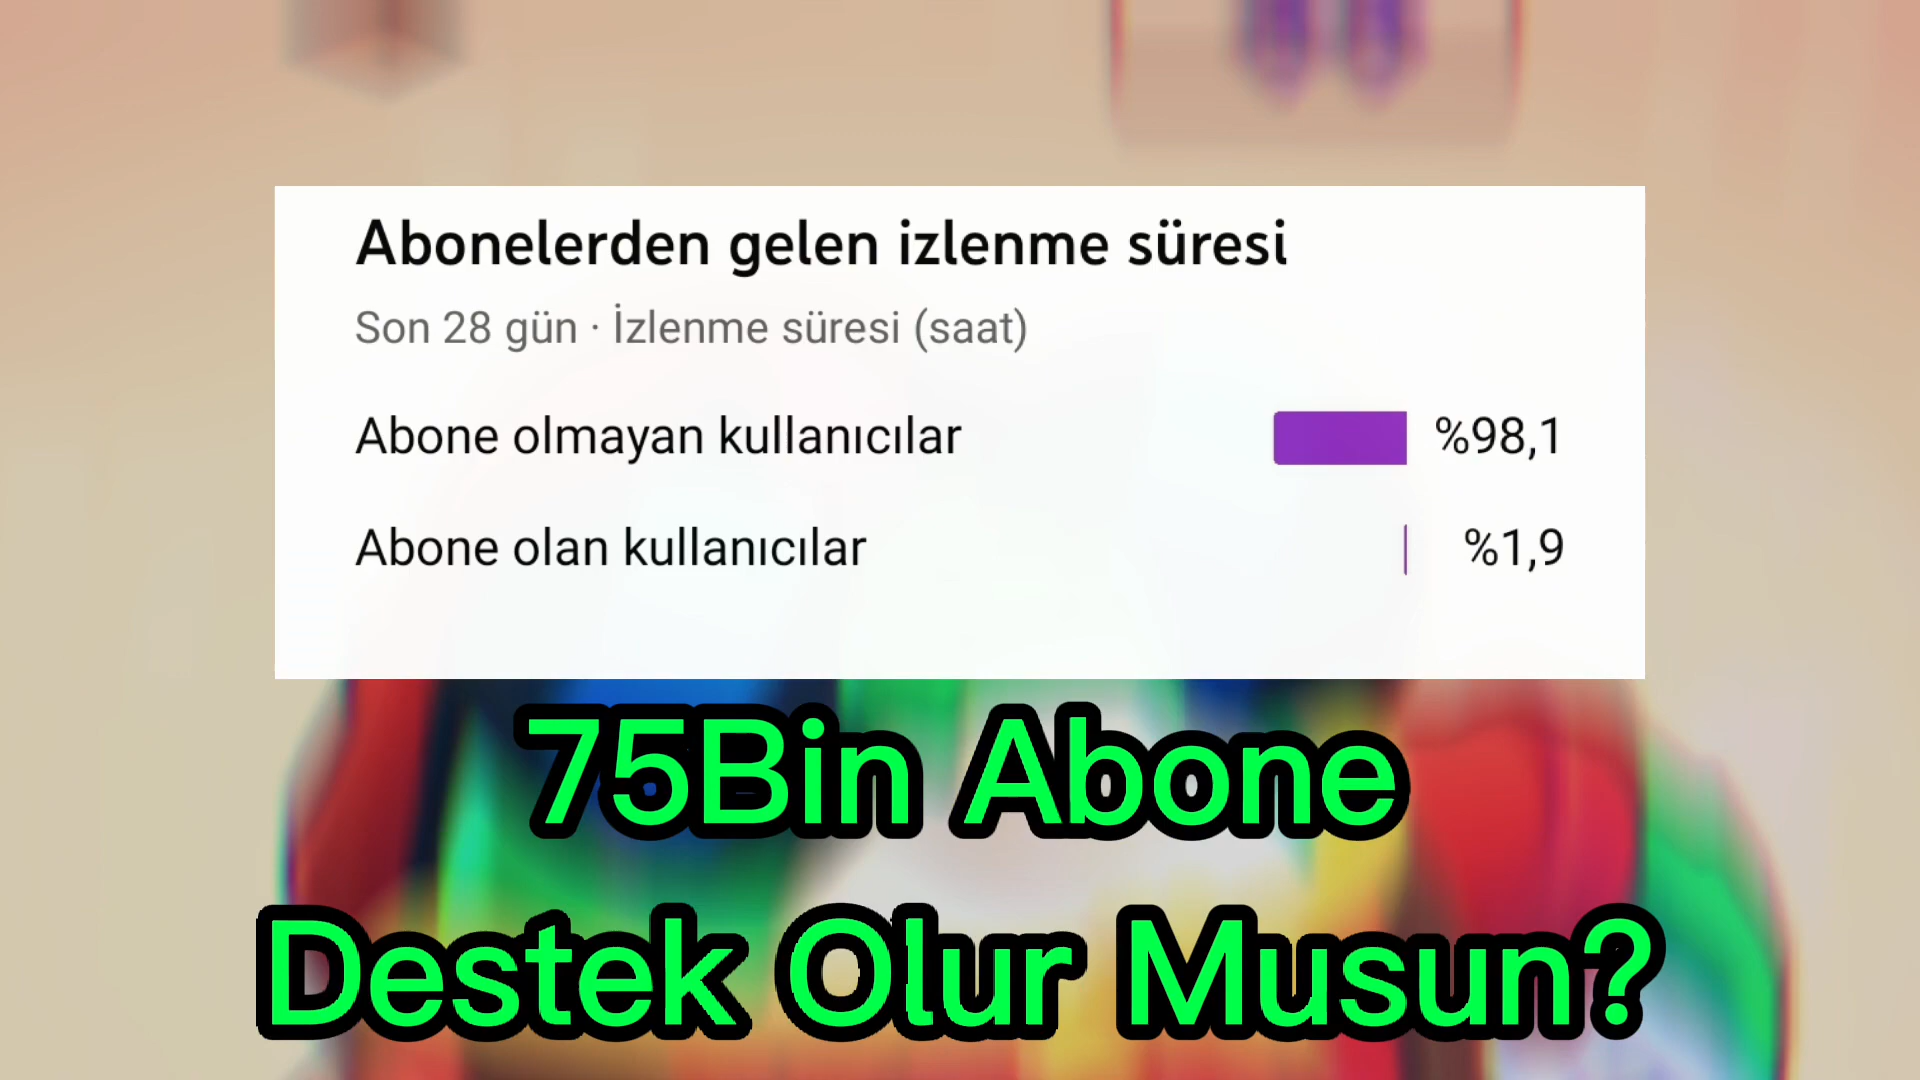 Abonelerden gelen izlenme süresi
Son 28 gün · İzlenme süresi (saat)
Abone olmayan kullanıcılar %98,1
Abone olan kullanıcılar %1,9
75Bin Abone
Destek Olur Musun?